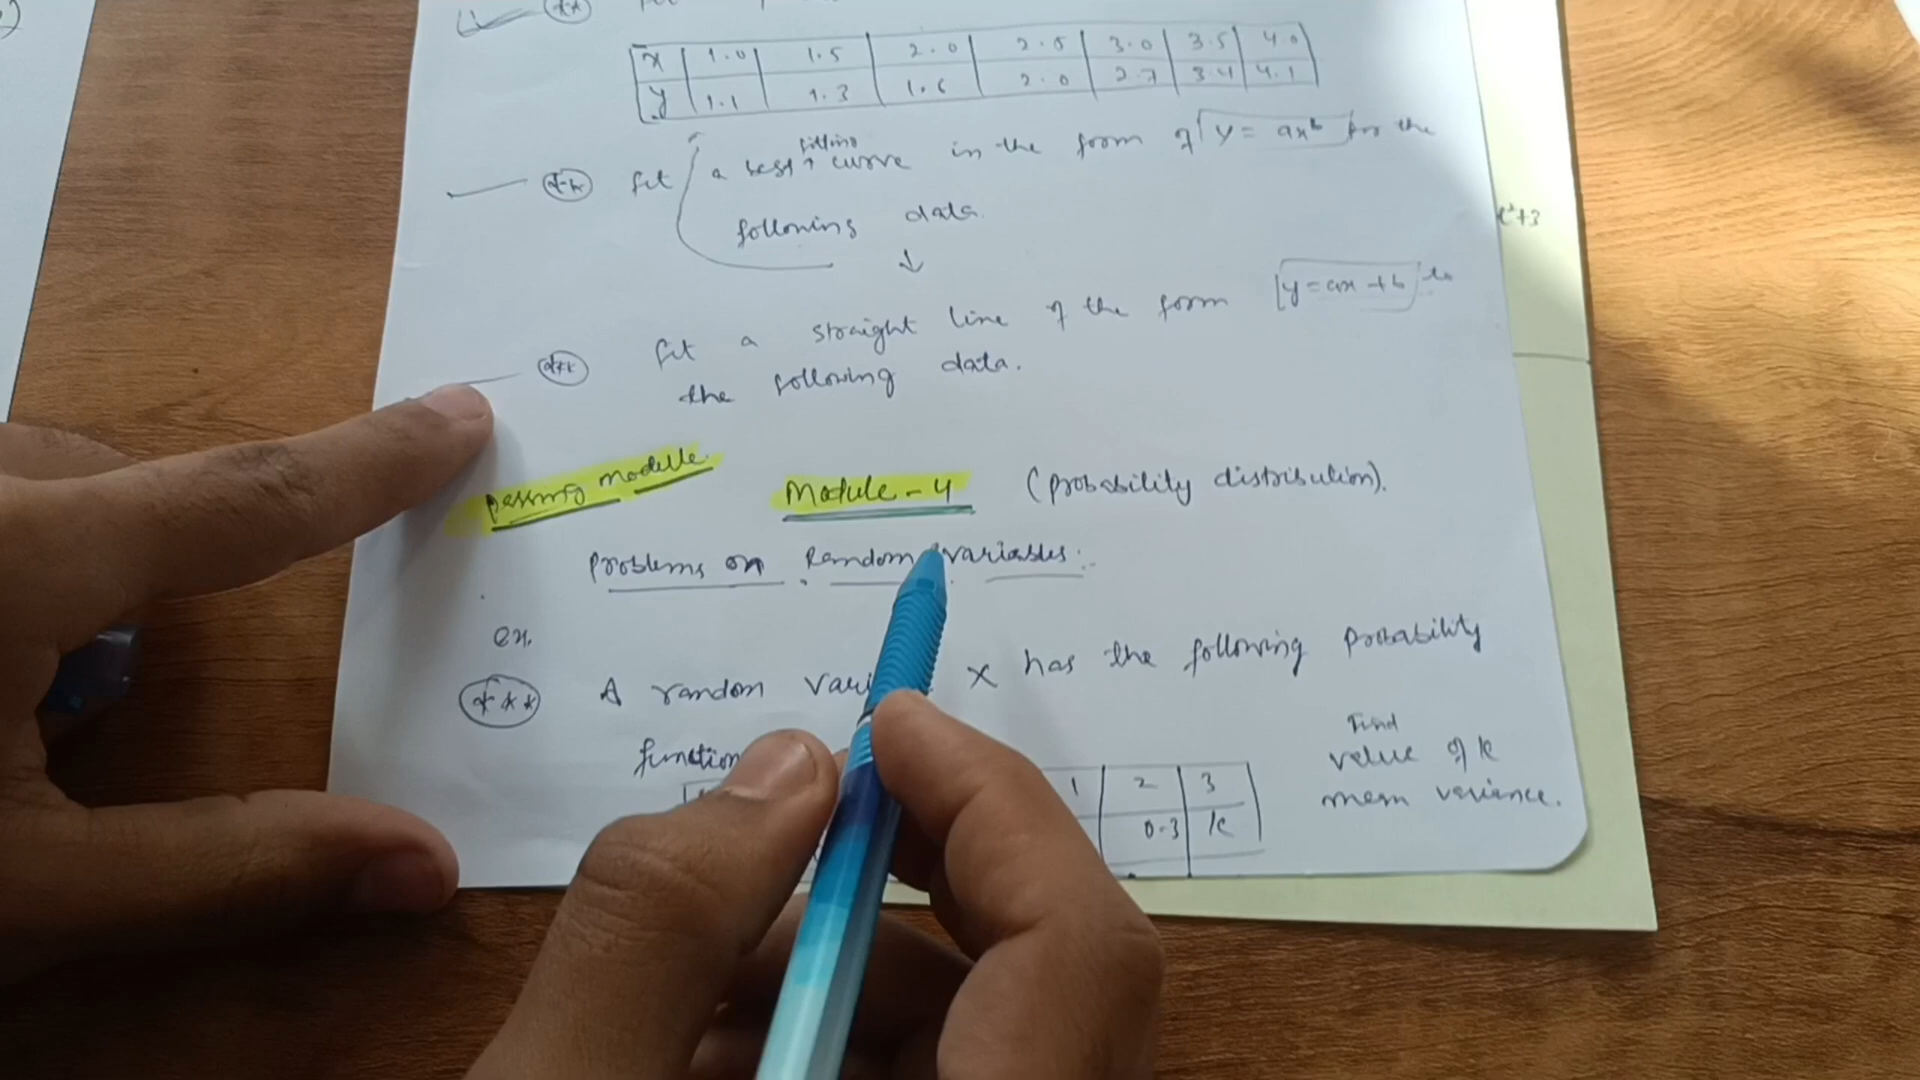 x 1.0 1.5 2.0 2.5 3.0 3.5 4.0
y 1.1 1.3 1.6 2.0 2.7 3.4 4.1
** fit a best fitting curve in the form of y = ax^b for the
following data.
↓
*** fit a straight line of the form y = ax + b to
the following data.
passing module
Module - 4 (probability distribution).
Problems on Random variables:
ex.
*** A random X has the following probability
function
Find
value of k
mean variance.
1 2 3
0.3 k
x²+3